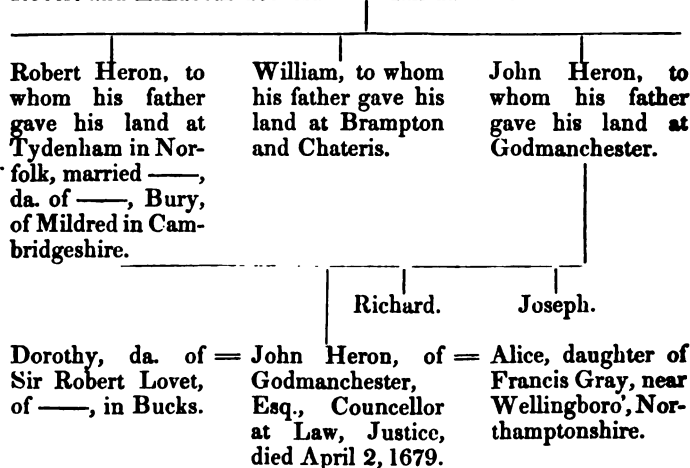 Robert Heron, to
whom his father
gave his land at
Tydenham in Nor-
folk, married ——,
da. of ——, Bury,
of Mildred in Cam-
bridgeshire.
William, to whom
his father gave his
land at Brampton
and Chateris.
John Heron, to
whom his father
gave his land at
Godmanchester.
Richard.
Joseph.
Dorothy, da. of =
Sir Robert Lovet,
of ——, in Bucks.
John Heron, of =
Godmanchester,
Esq., Councellor
at Law, Justice,
died April 2, 1679.
Alice, daughter of
Francis Gray, near
Wellingboro', Nor-
thamptonshire.